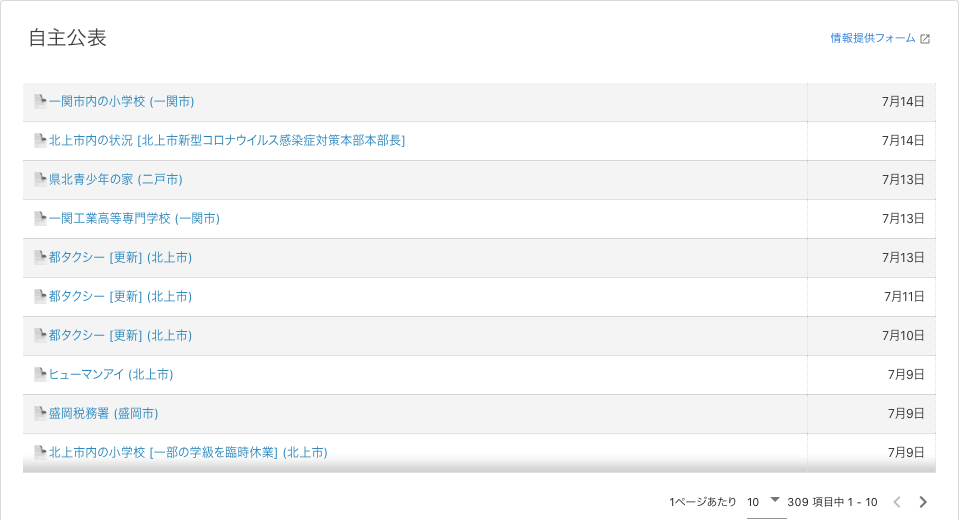 自主公表
情報提供フォーム
一関市内の小学校 (一関市) 7月14日
北上市内の状況 [北上市新型コロナウイルス感染症対策本部本部長] 7月14日
県北青少年の家 (二戸市) 7月13日
一関工業高等専門学校 (一関市) 7月13日
都タクシー [更新] (北上市) 7月13日
都タクシー [更新] (北上市) 7月11日
都タクシー [更新] (北上市) 7月10日
ヒューマンアイ (北上市) 7月9日
盛岡税務署 (盛岡市) 7月9日
北上市内の小学校 [一部の学級を臨時休業] (北上市) 7月9日
1ページあたり 10 309 項目中 1 - 10